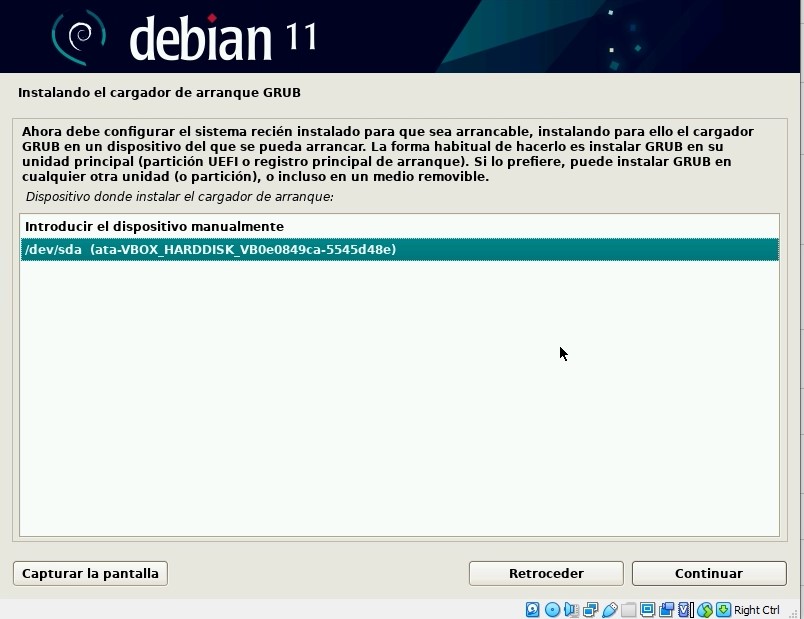 debian 11
Instalando el cargador de arranque GRUB
Ahora debe configurar el sistema recién instalado para que sea arrancable, instalando para ello el cargador
GRUB en un dispositivo del que se pueda arrancar. La forma habitual de hacerlo es instalar GRUB en su
unidad principal (partición UEFI o registro principal de arranque). Si lo prefiere, puede instalar GRUB en
cualquier otra unidad (o partición), o incluso en un medio removible.
Dispositivo donde instalar el cargador de arranque:
Introducir el dispositivo manualmente
/dev/sda (ata-VBOX_HARDDISK_VB0e0849ca-5545d48e)
Capturar la pantalla Retroceder Continuar
Right Ctrl